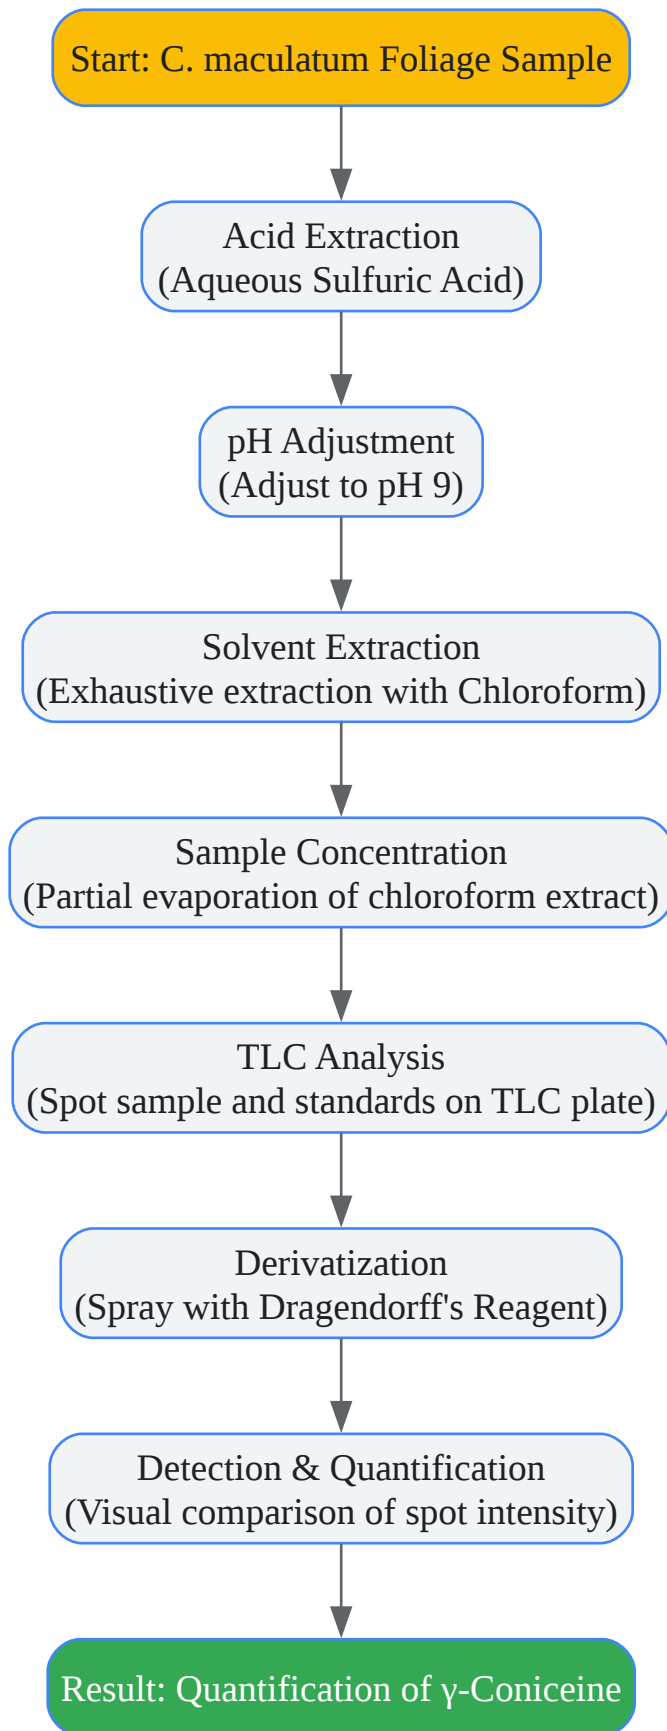 Start: C. maculatum Foliage Sample
Acid Extraction
(Aqueous Sulfuric Acid)
pH Adjustment
(Adjust to pH 9)
Solvent Extraction
(Exhaustive extraction with Chloroform)
Sample Concentration
(Partial evaporation of chloroform extract)
TLC Analysis
(Spot sample and standards on TLC plate)
Derivatization
(Spray with Dragendorff's Reagent)
Detection & Quantification
(Visual comparison of spot intensity)
Result: Quantification of γ-Coniceine